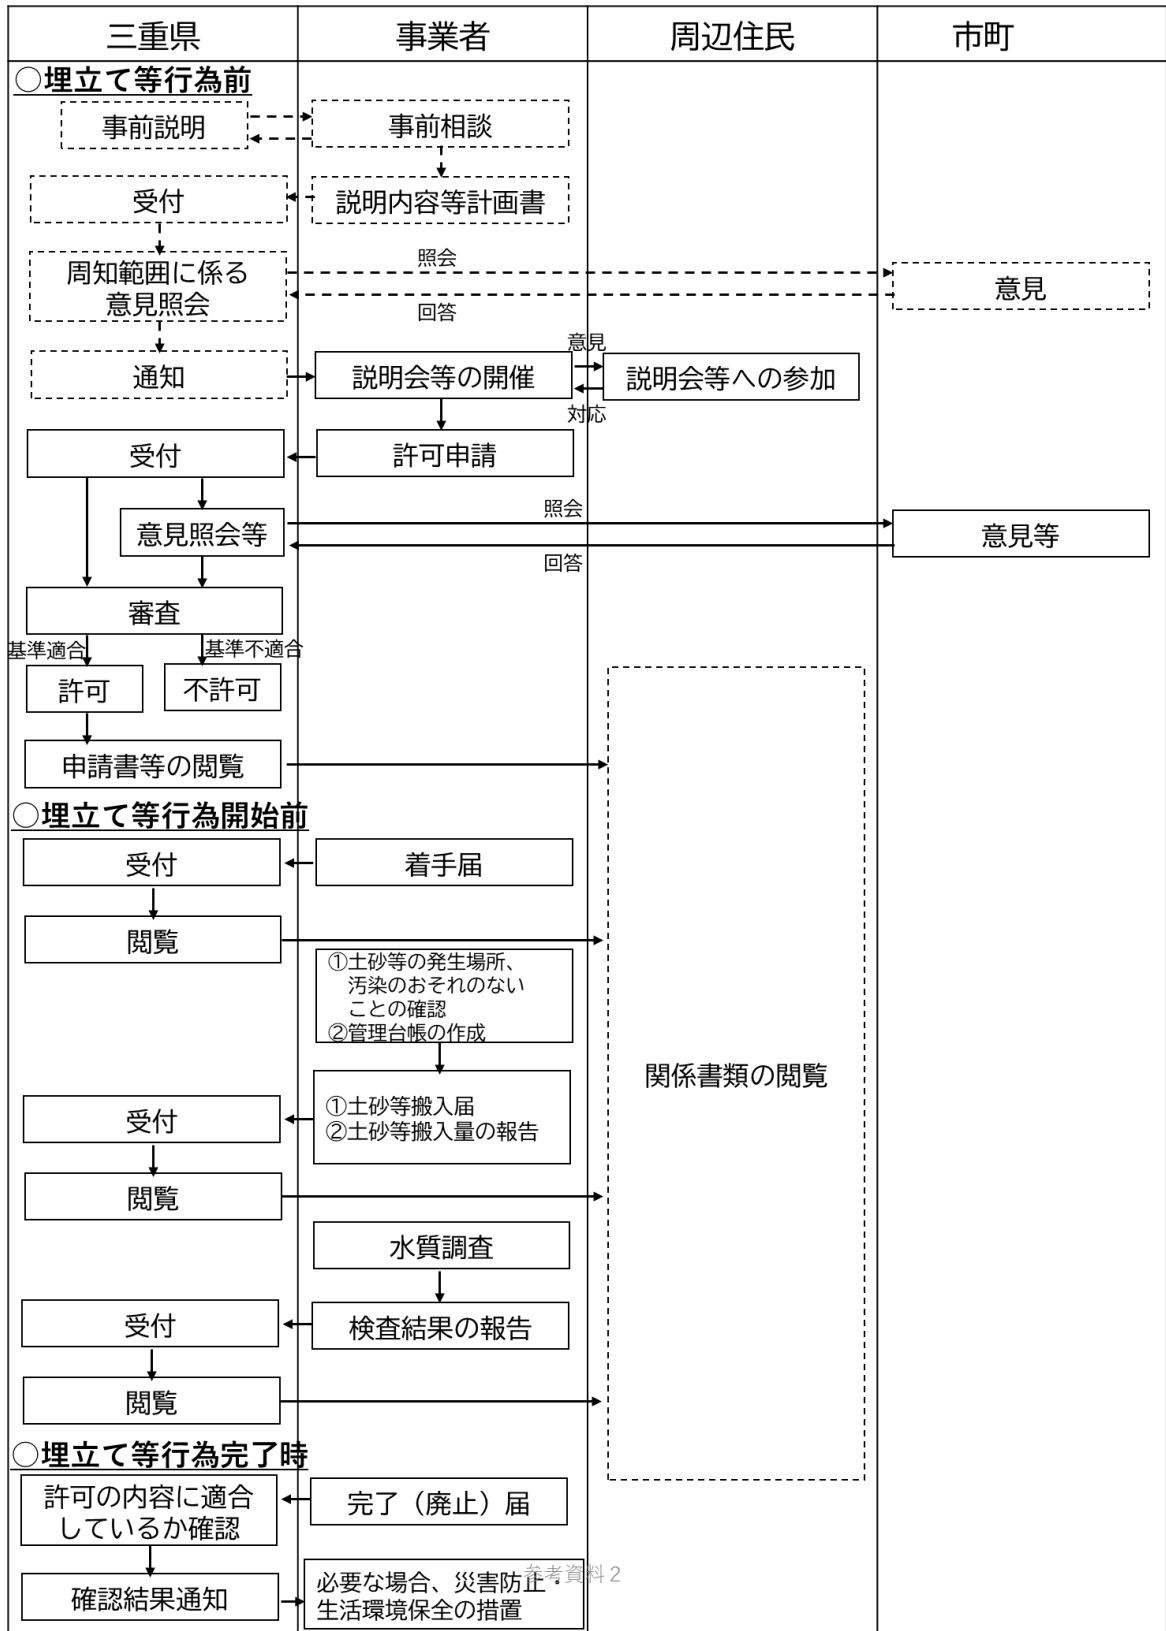 三重県
事業者
周辺住民
市町
○埋立て等行為前
事前説明
事前相談
受付
説明内容等計画書
周知範囲に係る
意見照会
照会
回答
意見
通知
説明会等の開催
意見
対応
説明会等への参加
受付
許可申請
意見照会等
照会
回答
意見等
審査
基準適合
基準不適合
許可
不許可
申請書等の閲覧
○埋立て等行為開始前
受付
着手届
閲覧
①土砂等の発生場所、
汚染のおそれのない
ことの確認
②管理台帳の作成
関係書類の閲覧
受付
①土砂等搬入届
②土砂等搬入量の報告
閲覧
水質調査
受付
検査結果の報告
閲覧
○埋立て等行為完了時
許可の内容に適合
しているか確認
完了（廃止）届
確認結果通知
必要な場合、災害防止・
生活環境保全の措置
参考資料２